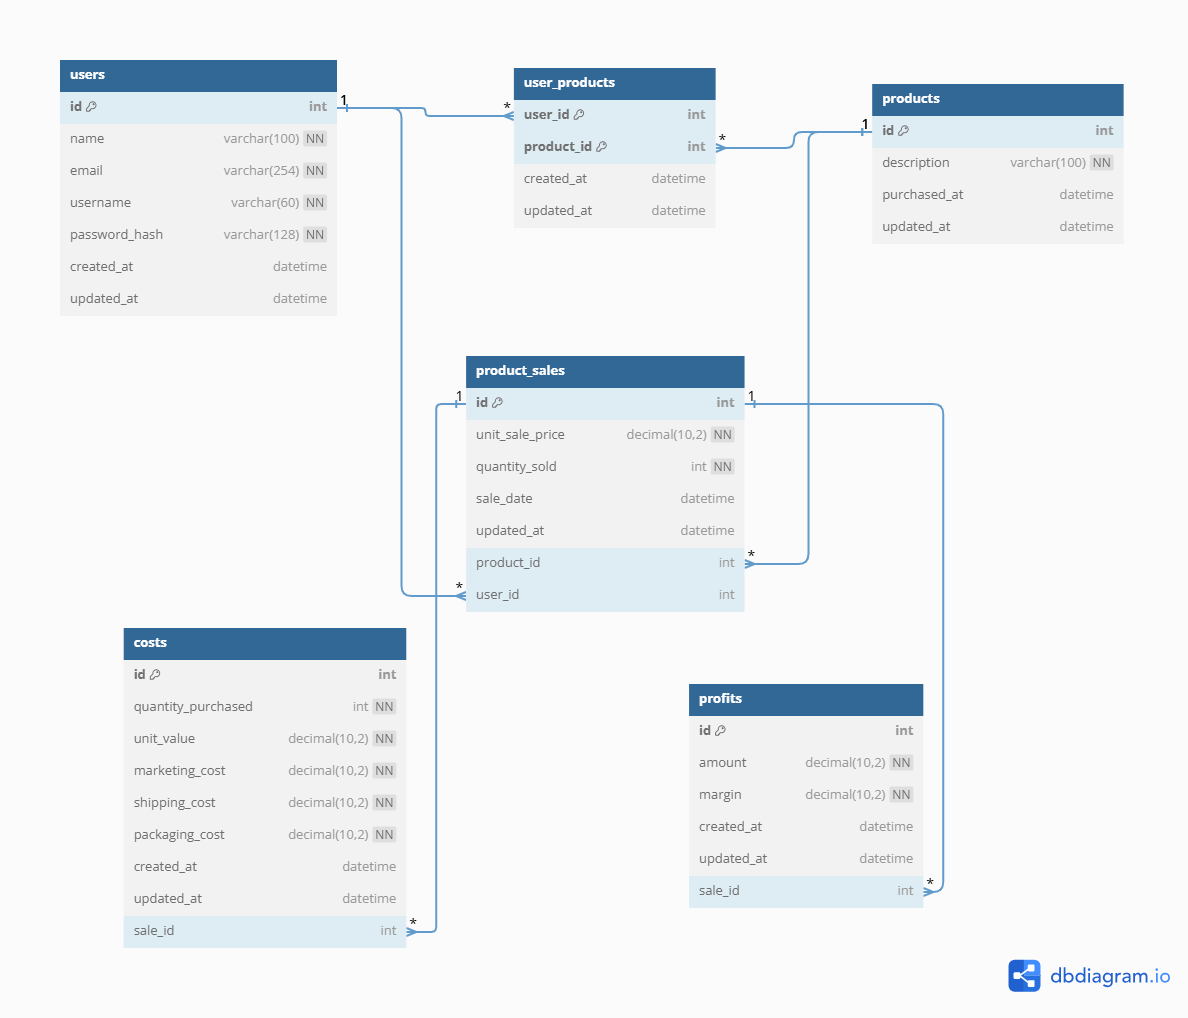 users
id int
name varchar(100) NN
email varchar(254) NN
username varchar(60) NN
password_hash varchar(128) NN
created_at datetime
updated_at datetime
1
*
user_products
user_id int
product_id int
created_at datetime
updated_at datetime
*
1
products
id int
description varchar(100) NN
purchased_at datetime
updated_at datetime
product_sales
1
id int
1
unit_sale_price decimal(10,2) NN
quantity_sold int NN
sale_date datetime
updated_at datetime
product_id int
*
*
user_id int
costs
id int
quantity_purchased int NN
unit_value decimal(10,2) NN
marketing_cost decimal(10,2) NN
shipping_cost decimal(10,2) NN
packaging_cost decimal(10,2) NN
created_at datetime
updated_at datetime
sale_id int
*
profits
id int
amount decimal(10,2) NN
margin decimal(10,2) NN
created_at datetime
updated_at datetime
sale_id int
*
dbdiagram.io